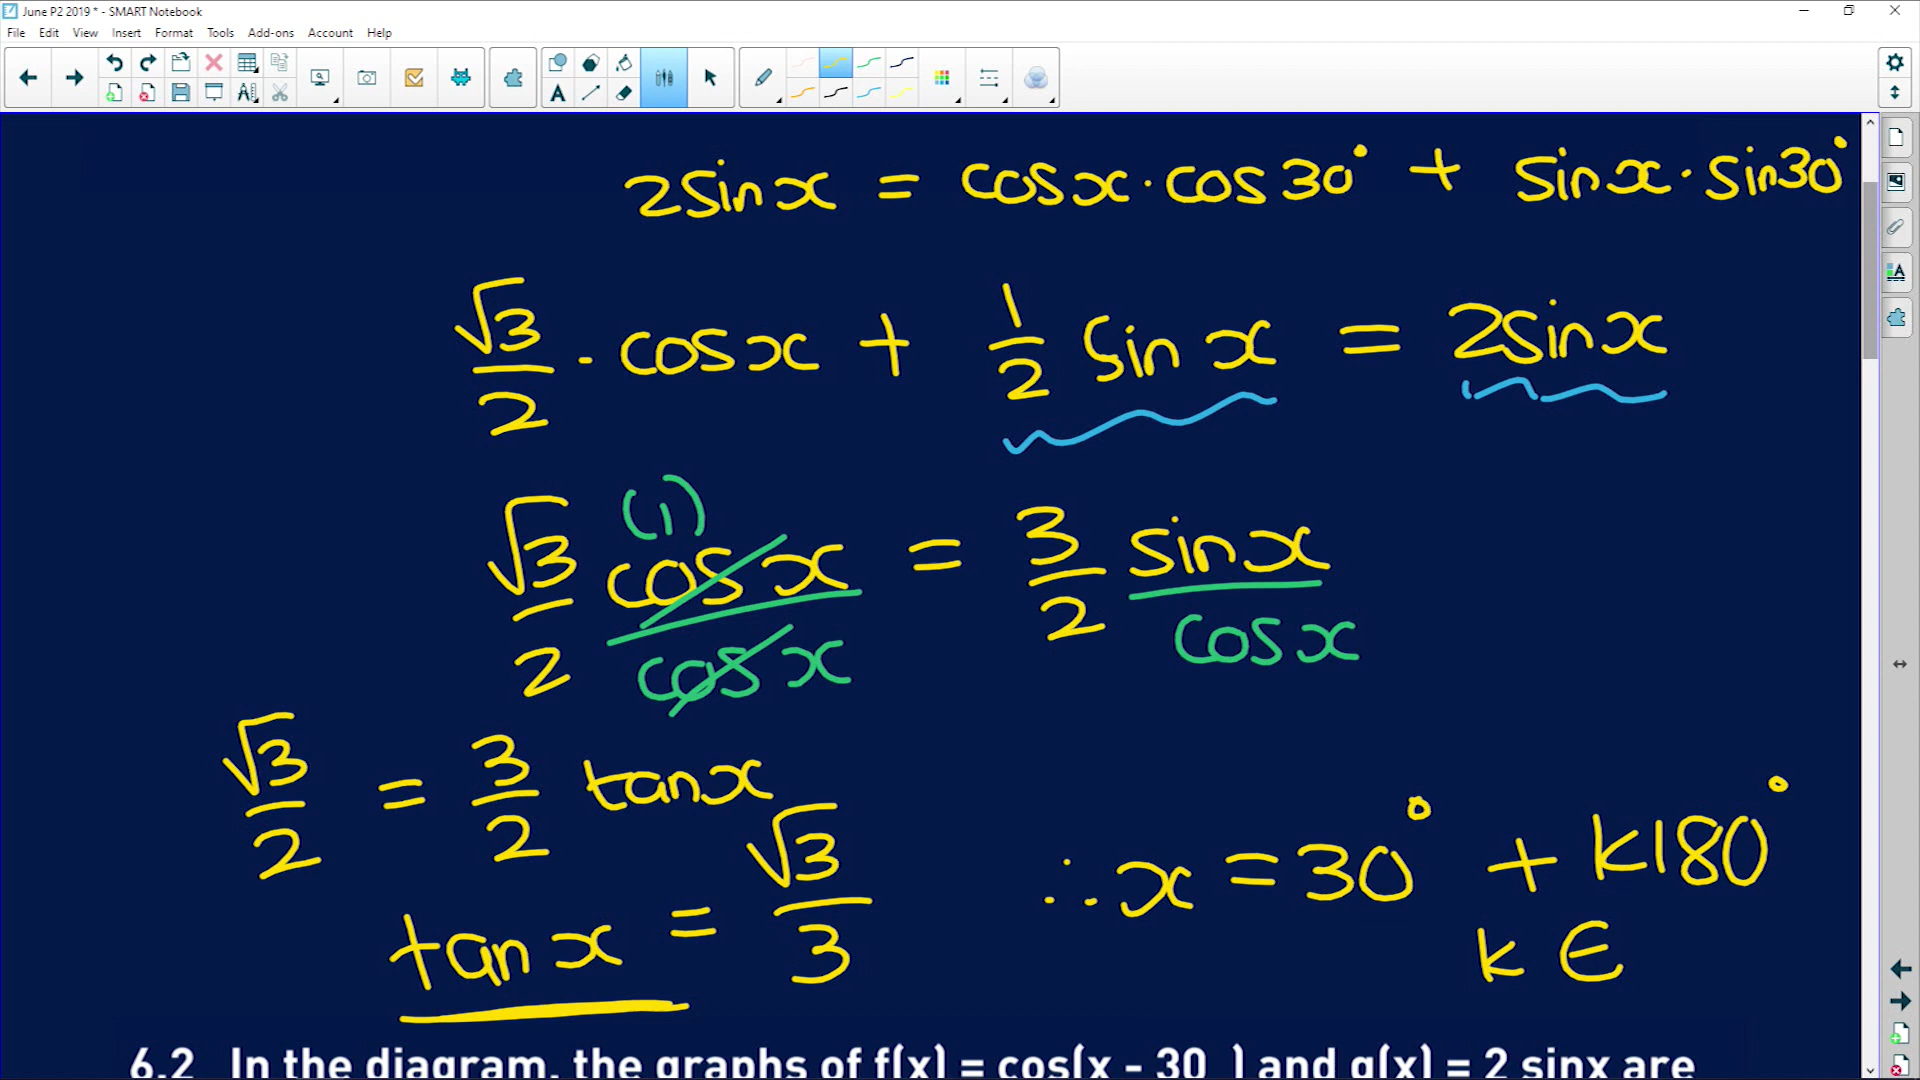 June P2 2019 * - SMART Notebook
File Edit View Insert Format Tools Add-ons Account Help
2sinx = cosx · cos30° + sinx · sin30°
√3/2 · cosx + 1/2 sinx = 2sinx
(1)
√3/2 cosx/cosx = 3/2 sinx/cosx
√3/2 = 3/2 tanx
tanx = √3/3
∴ x = 30° + k180°
k ∈
6.2 In the diagram, the graphs of f(x) = cos(x - 30 ) and g(x) = 2 sinx are